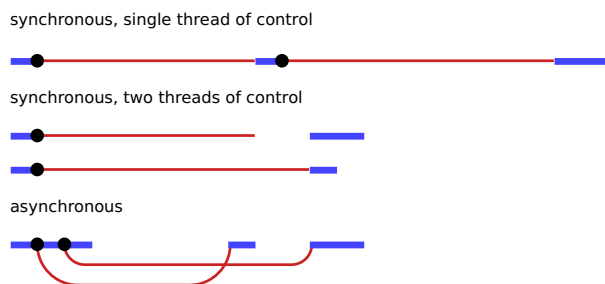 synchronous, single thread of control
synchronous, two threads of control
asynchronous